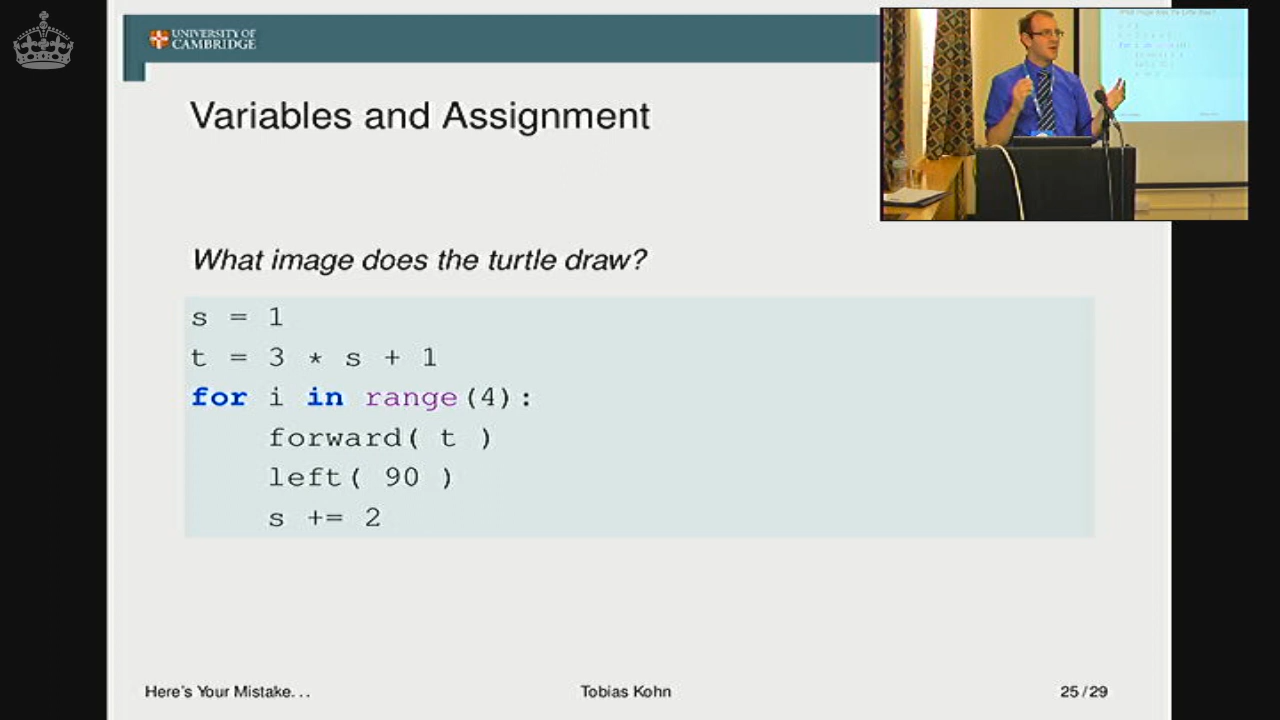 UNIVERSITY OF
CAMBRIDGE
Variables and Assignment
What image does the turtle draw?
s = 1
t = 3 * s + 1
for i in range(4):
    forward( t )
    left( 90 )
    s += 2
Here's Your Mistake. . .
Tobias Kohn
25 / 29